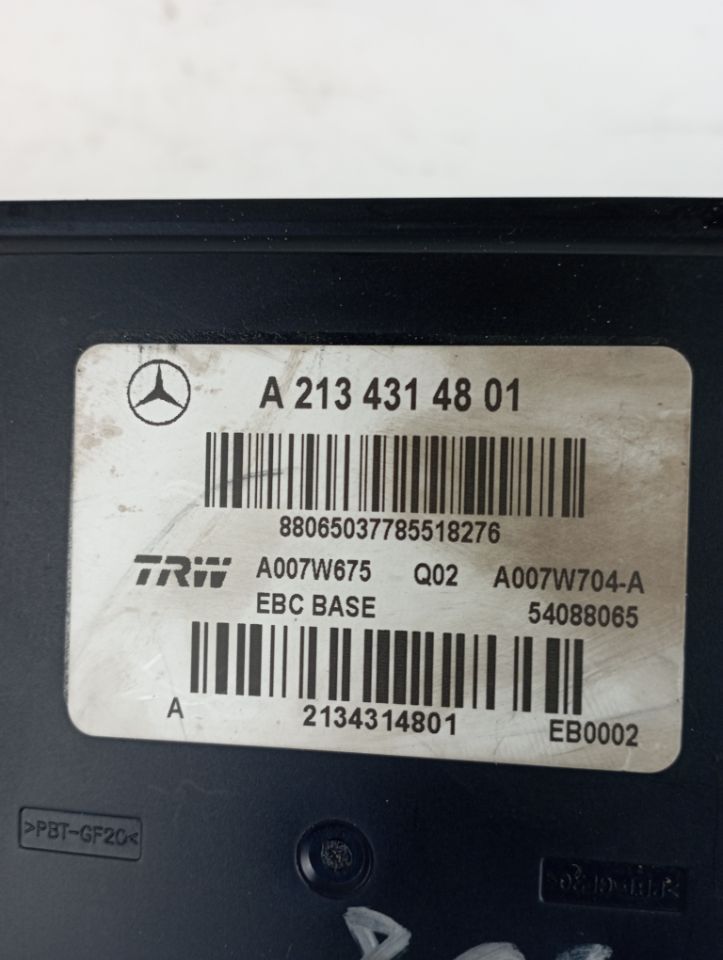 A 213 431 48 01
88065037785518276
TRW A007W675 Q02 A007W704-A
EBC BASE 54088065
A 2134314801 EB0002
>PBT-GF20<